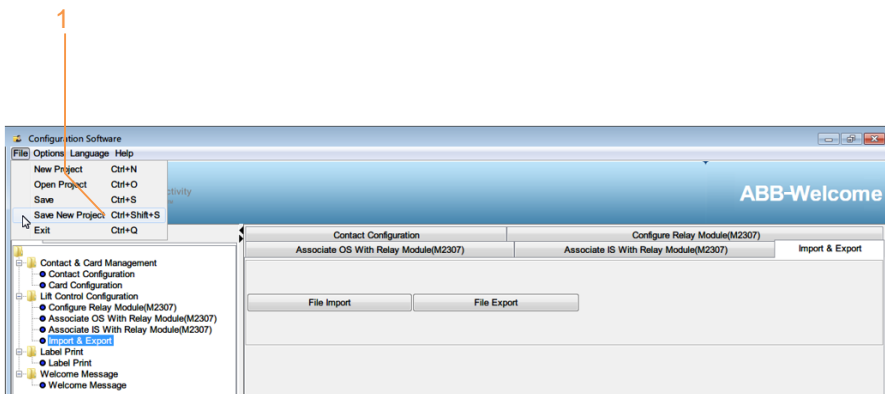 1
Configuration Software
File Options Language Help
New Project Ctrl+N
Open Project Ctrl+O
Save Ctrl+S
Save New Project Ctrl+Shift+S
Exit Ctrl+Q
ctivity
ABB-Welcome
Contact Configuration Configure Relay Module(M2307)
Associate OS With Relay Module(M2307) Associate IS With Relay Module(M2307) Import & Export
File Import File Export
Contact & Card Management
Contact Configuration
Card Configuration
Lift Control Configuration
Configure Relay Module(M2307)
Associate OS With Relay Module(M2307)
Associate IS With Relay Module(M2307)
Import & Export
Label Print
Label Print
Welcome Message
Welcome Message